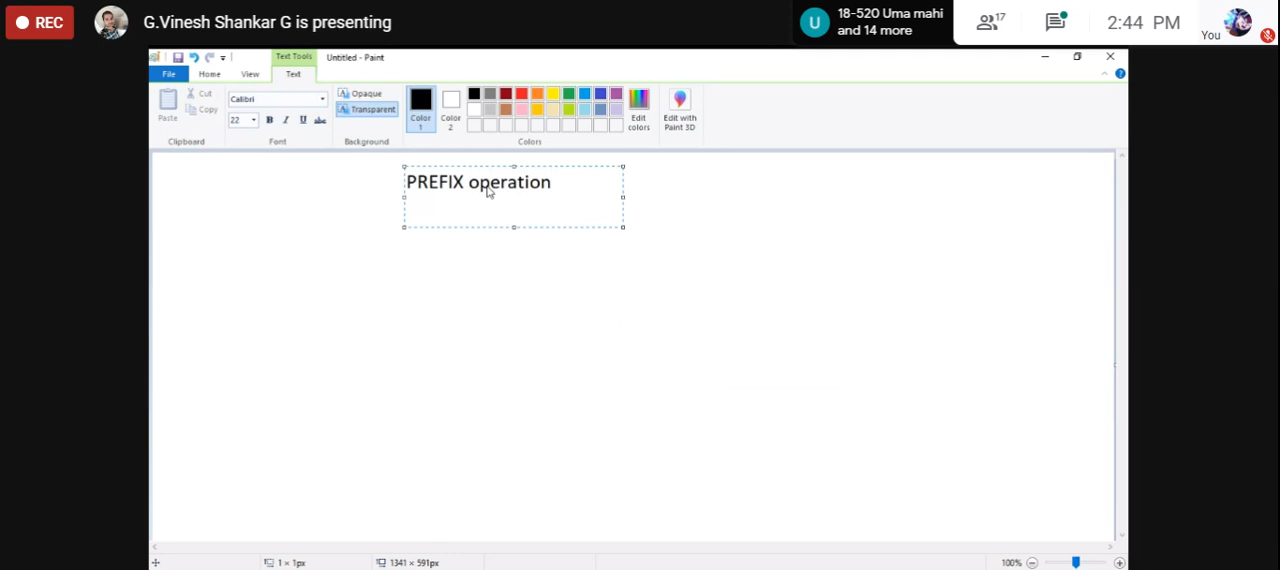 REC
G.Vinesh Shankar G is presenting
U
18-520 Uma mahi
and 14 more
17
2:44 PM
You
Text Tools
Untitled - Paint
File
Home
View
Text
Paste
Cut
Copy
Clipboard
Calibri
22
B I U abc
Font
A Opaque
A Transparent
Background
Color
1
Color
2
Edit
colors
Colors
Edit with
Paint 3D
PREFIX operation
1 × 1px
1341 × 591px
100%